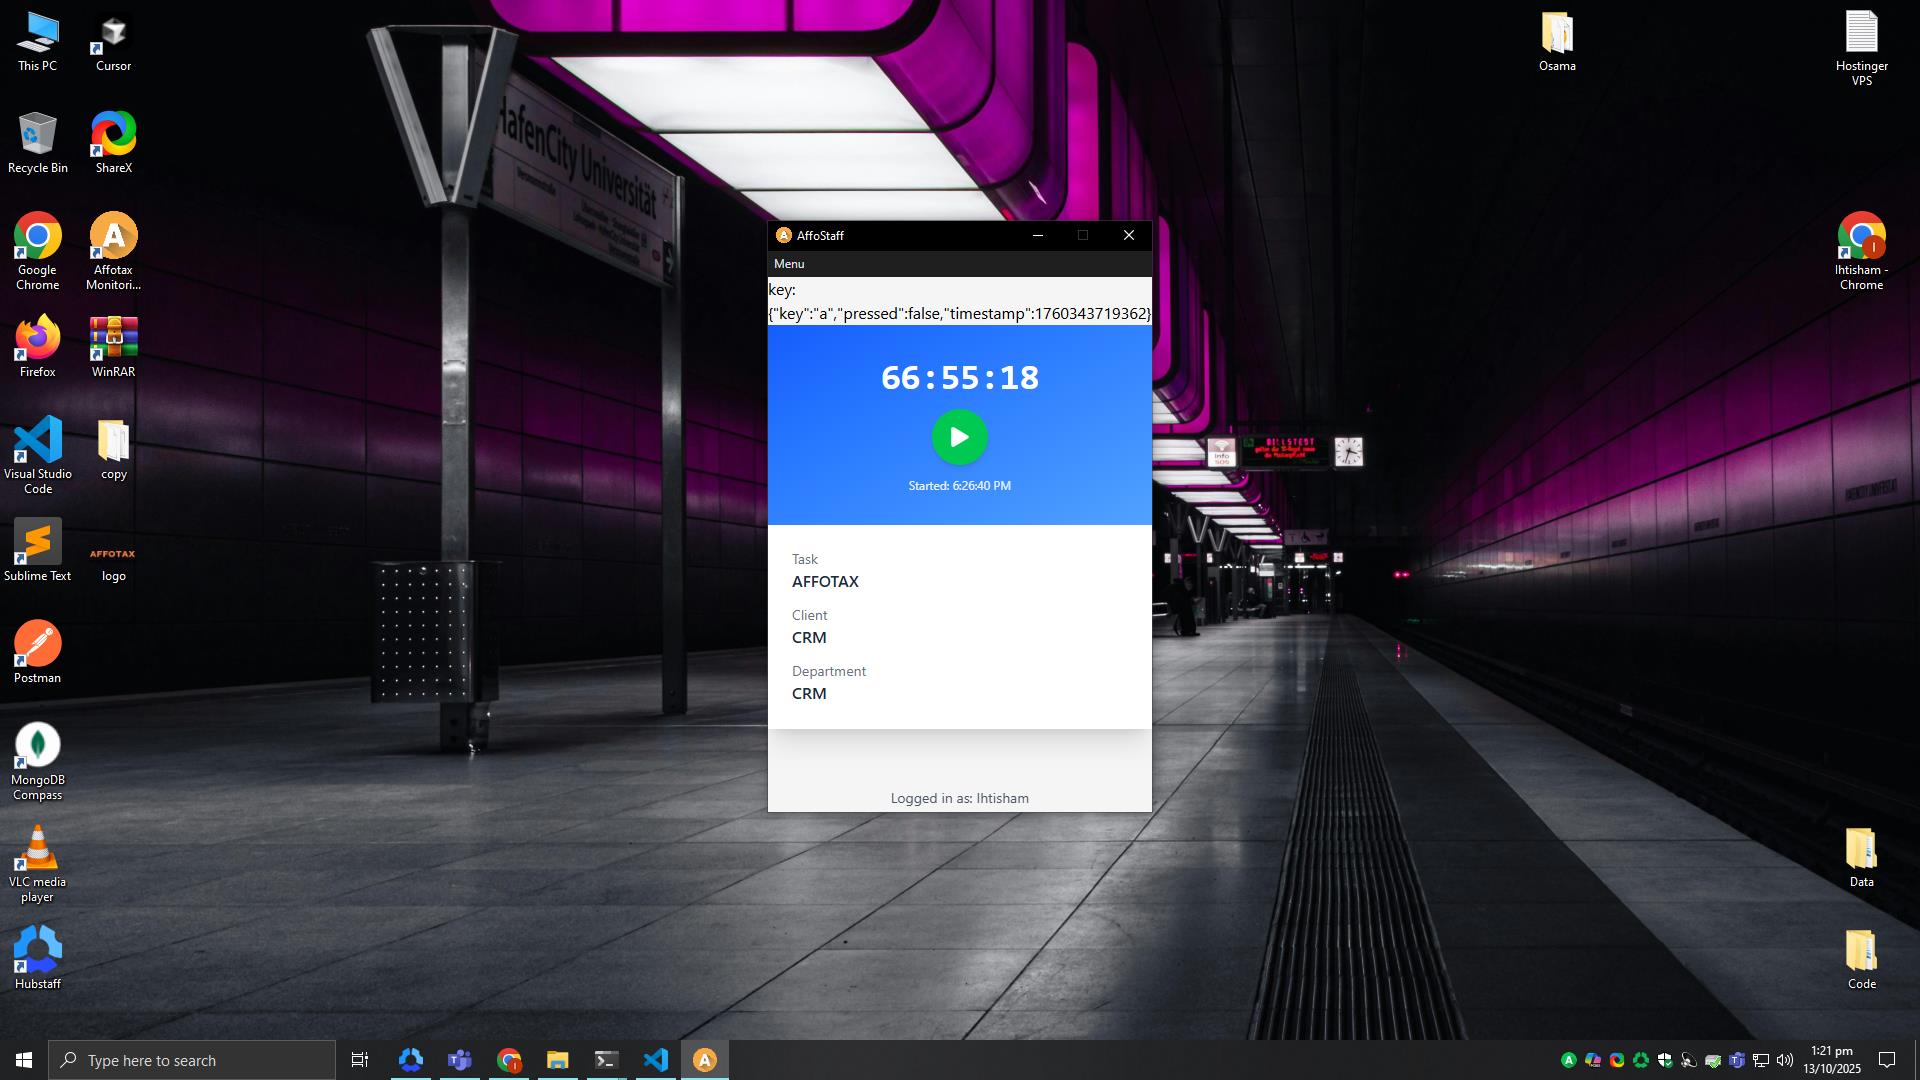 This PC
Cursor
Osama
Hostinger
VPS
Recycle Bin
ShareX
Google
Chrome
Affotax
Monitori...
Ihtisham -
Chrome
Firefox
WinRAR
Visual Studio
Code
copy
Sublime Text
AFFOTAX
logo
Postman
MongoDB
Compass
VLC media
player
Hubstaff
Data
Code
HafenCity Universität
AffoStaff
Menu
key:
{"key":"a","pressed":false,"timestamp":1760343719362}
66:55:18
Started: 6:26:40 PM
Task
AFFOTAX
Client
CRM
Department
CRM
Logged in as: Ihtisham
BILLSTEDT
Info
SOS
Type here to search
1:21 pm
13/10/2025